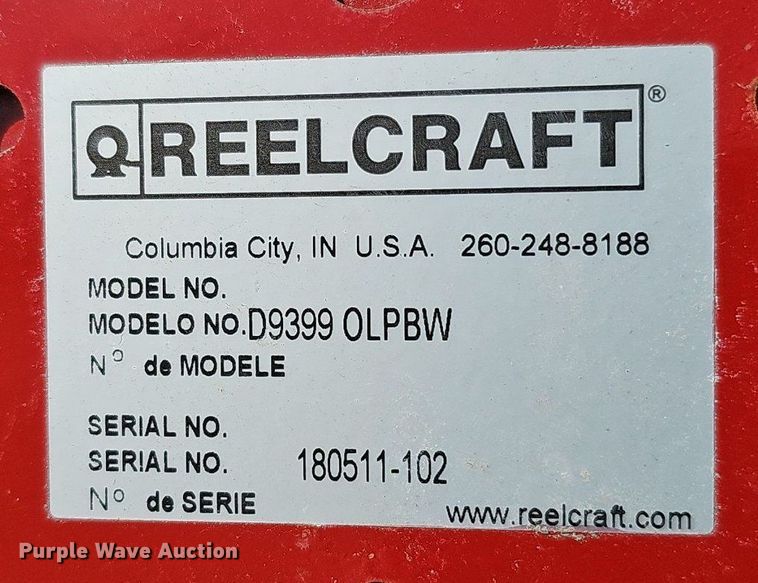 REELCRAFT®
Columbia City, IN U.S.A. 260-248-8188
MODEL NO.
MODELO NO. D9399 OLPBW
N° de MODELE
SERIAL NO.
SERIAL NO. 180511-102
N° de SERIE
www.reelcraft.com
Purple Wave Auction